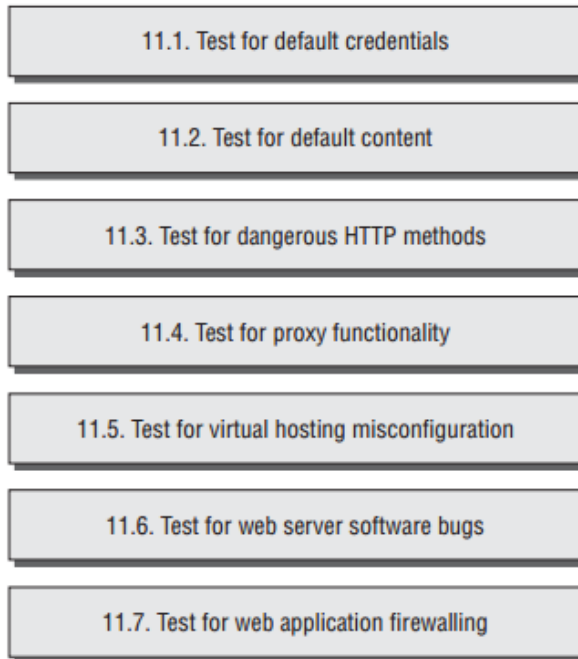 11.1. Test for default credentials
11.2. Test for default content
11.3. Test for dangerous HTTP methods
11.4. Test for proxy functionality
11.5. Test for virtual hosting misconfiguration
11.6. Test for web server software bugs
11.7. Test for web application firewalling